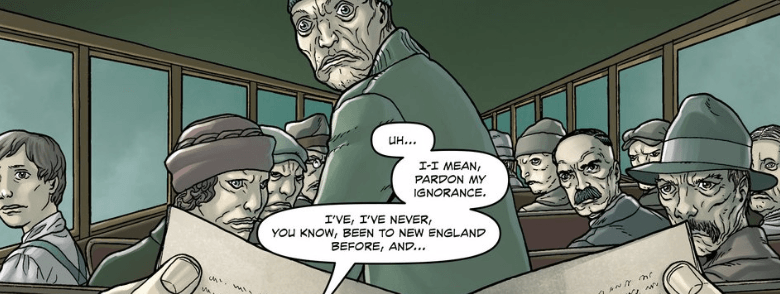 UH...
I-I MEAN,
PARDON MY
IGNORANCE.
I'VE, I'VE NEVER,
YOU KNOW, BEEN TO NEW ENGLAND
BEFORE, AND...